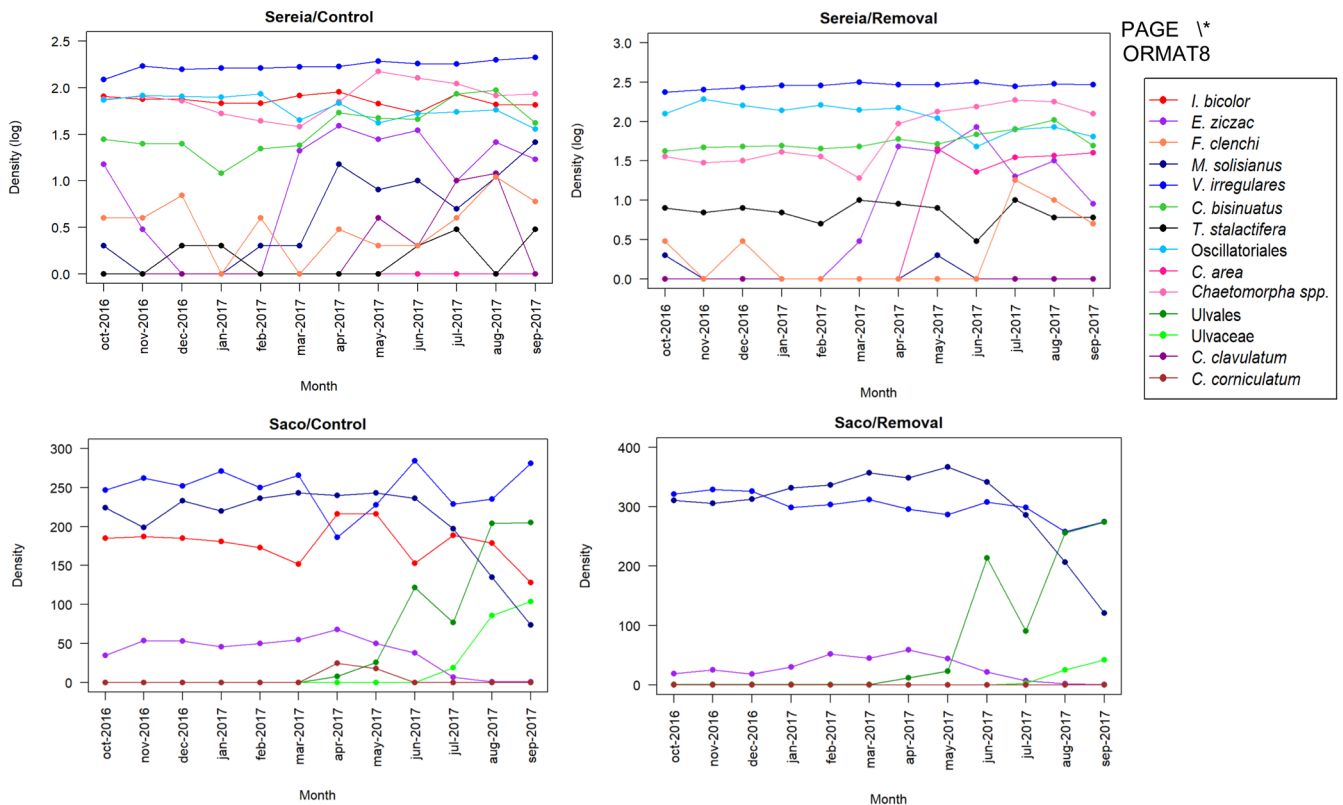 Sereia/Control
Density (log)
2.5
2.0
1.5
1.0
0.5
0.0
oct-2016
nov-2016
dec-2016
jan-2017
feb-2017
mar-2017
apr-2017
may-2017
jun-2017
jul-2017
aug-2017
sep-2017
Month
Sereia/Removal
Density (log)
3.0
2.5
2.0
1.5
1.0
0.5
0.0
oct-2016
nov-2016
dec-2016
jan-2017
feb-2017
mar-2017
apr-2017
may-2017
jun-2017
jul-2017
aug-2017
sep-2017
Month
PAGE \*
ORMAT8
I. bicolor
E. ziczac
F. clenchi
M. solisianus
V. irregulares
C. bisinuatus
T. stalactifera
Oscillatoriales
C. area
Chaetomorpha spp.
Ulvales
Ulvaceae
C. clavulatum
C. corniculatum
Saco/Control
Density
300
250
200
150
100
50
0
oct-2016
nov-2016
dec-2016
jan-2017
feb-2017
mar-2017
apr-2017
may-2017
jun-2017
jul-2017
aug-2017
sep-2017
Month
Saco/Removal
Density
400
300
200
100
0
oct-2016
nov-2016
dec-2016
jan-2017
feb-2017
mar-2017
apr-2017
may-2017
jun-2017
jul-2017
aug-2017
sep-2017
Month